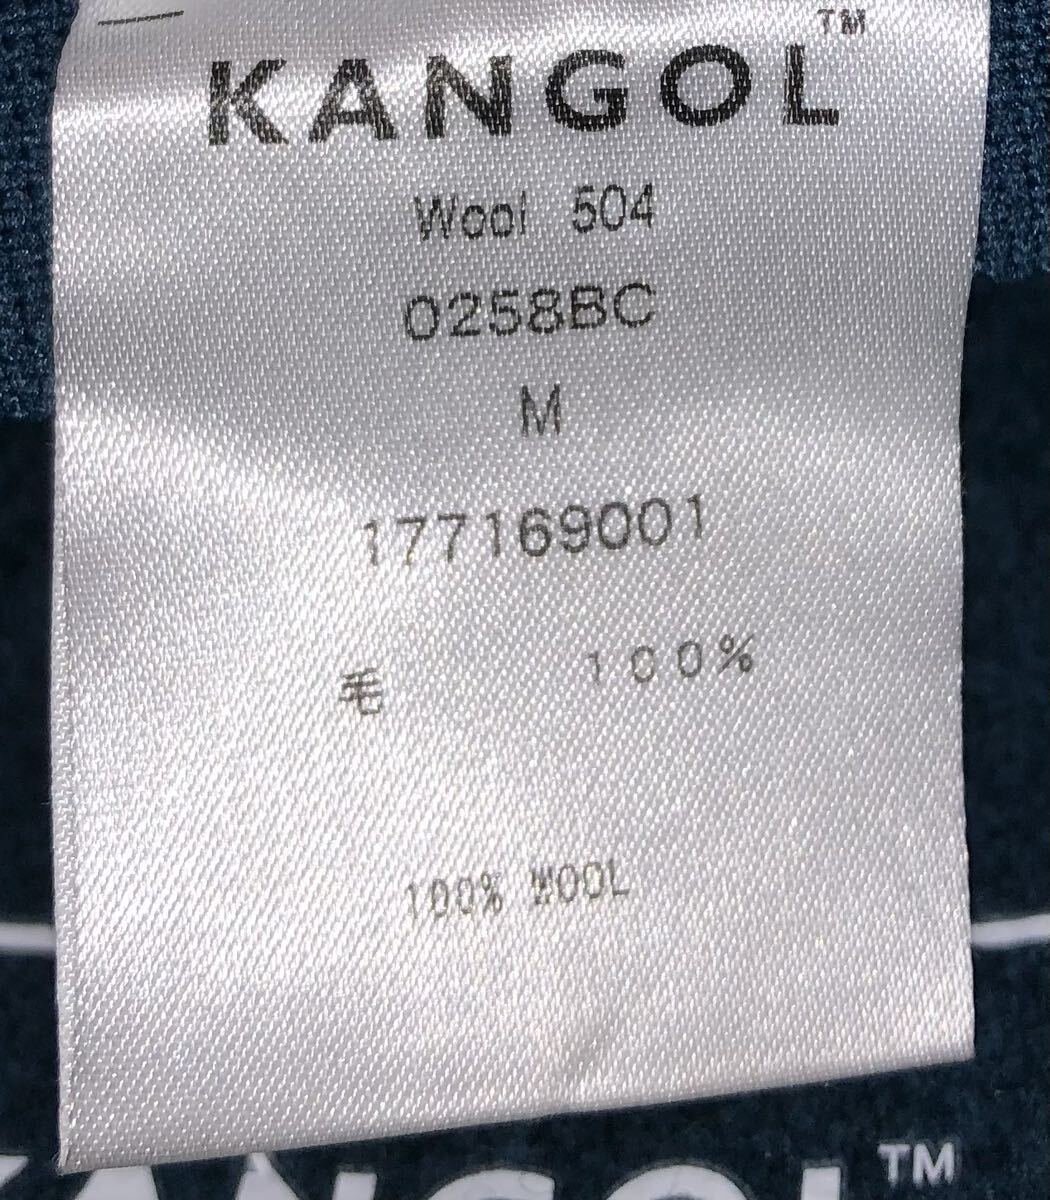 KANGOL™
Wool 504
0258BC
M
177169001
毛 100%
100% WOOL
KANGOL™